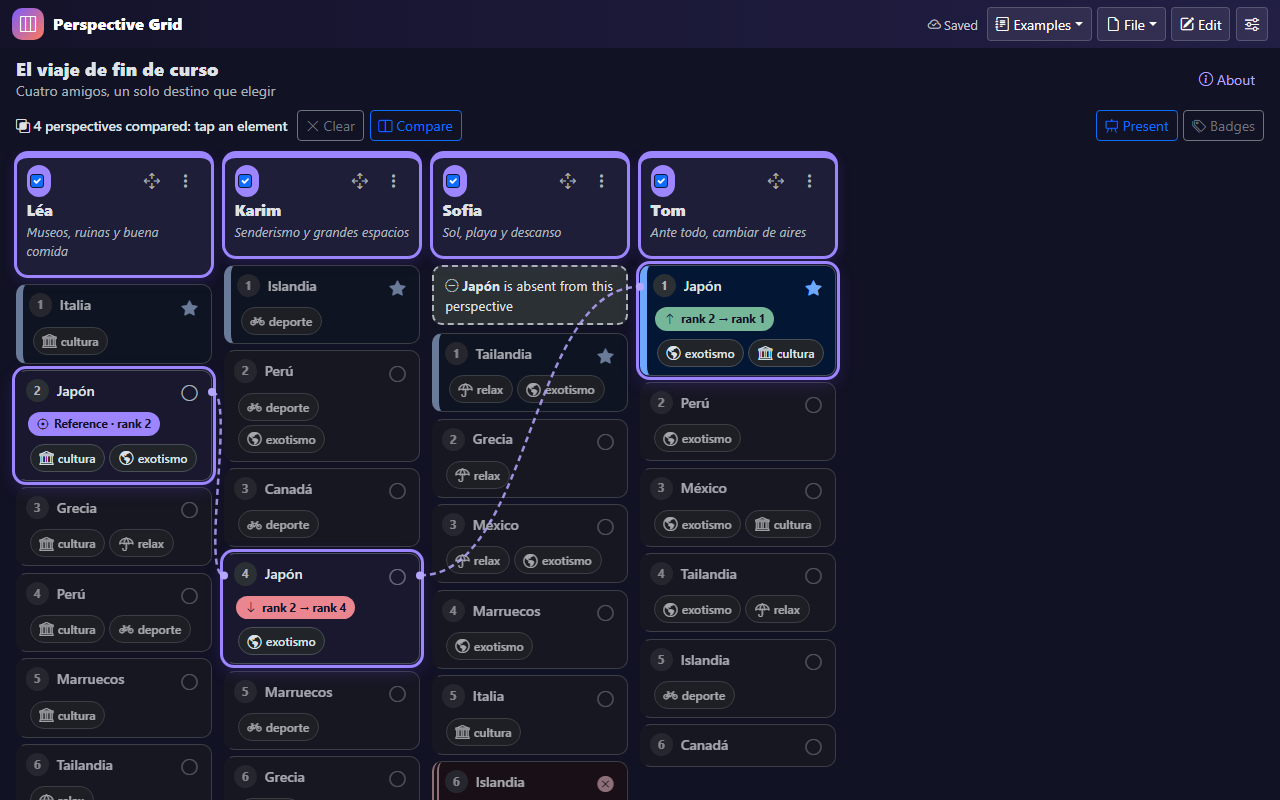 Perspective Grid
Saved
Examples
File
Edit
El viaje de fin de curso
Cuatro amigos, un solo destino que elegir
About
4 perspectives compared: tap an element
Clear
Compare
Present
Badges
Léa
Museos, ruinas y buena
comida
1 Italia
cultura
2 Japón
Reference · rank 2
cultura exotismo
3 Grecia
cultura relax
4 Perú
cultura deporte
5 Marruecos
cultura
6 Tailandia
relax
Karim
Senderismo y grandes espacios
1 Islandia
deporte
2 Perú
deporte
exotismo
3 Canadá
deporte
4 Japón
↓ rank 2 → rank 4
exotismo
5 Marruecos
deporte
6 Grecia
Sofia
Sol, playa y descanso
Japón is absent from this
perspective
1 Tailandia
relax exotismo
2 Grecia
relax
3 México
relax exotismo
4 Marruecos
exotismo
5 Italia
cultura
6 Islandia
Tom
Ante todo, cambiar de aires
1 Japón
↑ rank 2 → rank 1
exotismo cultura
2 Perú
exotismo
3 México
exotismo cultura
4 Tailandia
exotismo relax
5 Islandia
deporte
6 Canadá